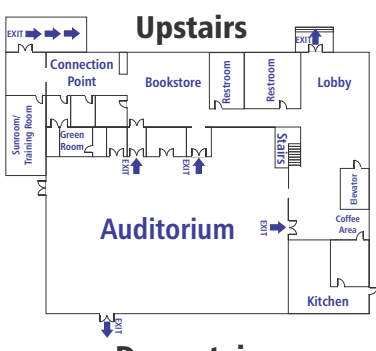 Upstairs
EXIT
EXIT
Connection
Point
Bookstore
Restroom
Restroom
Lobby
Sunroom/
Training Room
Green
Room
EXIT
EXIT
Stairs
Elevator
Auditorium
EXIT
Coffee
Area
Kitchen
EXIT